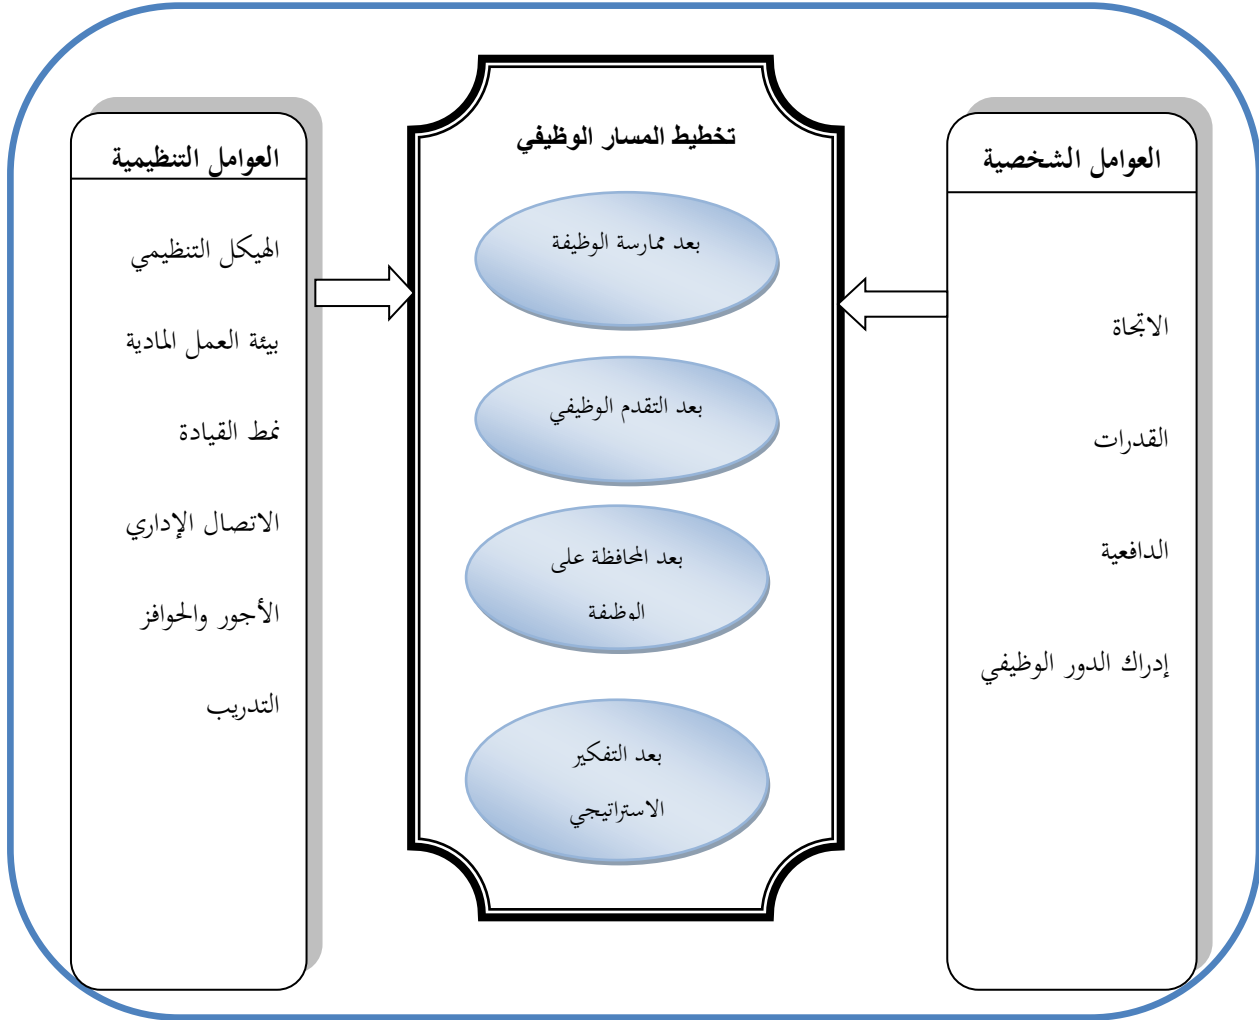 العوامل الشخصية
الاتجاة
القدرات
الدافعية
إدراك الدور الوظيفي
تخطيط المسار الوظيفي
بعد ممارسة الوظيفة
بعد التقدم الوظيفي
بعد المحافظة على
الوظيفة
بعد التفكير
الاستراتيجي
العوامل التنظيمية
الهيكل التنظيمي
بيئة العمل المادية
نمط القيادة
الاتصال الإداري
الأجور والحوافز
التدريب